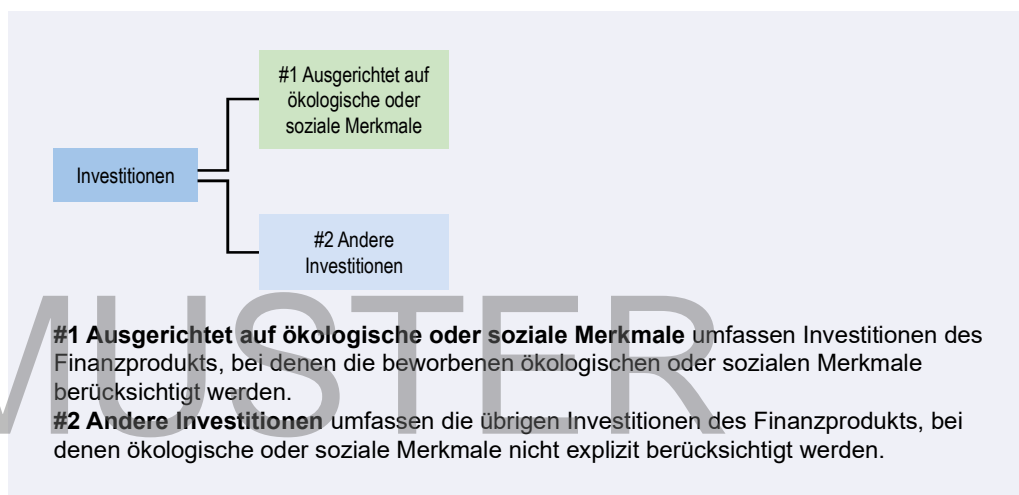 #1 Ausgerichtet auf
ökologische oder
soziale Merkmale
Investitionen
#2 Andere
Investitionen
MUSTER
#1 Ausgerichtet auf ökologische oder soziale Merkmale umfassen Investitionen des
Finanzprodukts, bei denen die beworbenen ökologischen oder sozialen Merkmale
berücksichtigt werden.
#2 Andere Investitionen umfassen die übrigen Investitionen des Finanzprodukts, bei
denen ökologische oder soziale Merkmale nicht explizit berücksichtigt werden.